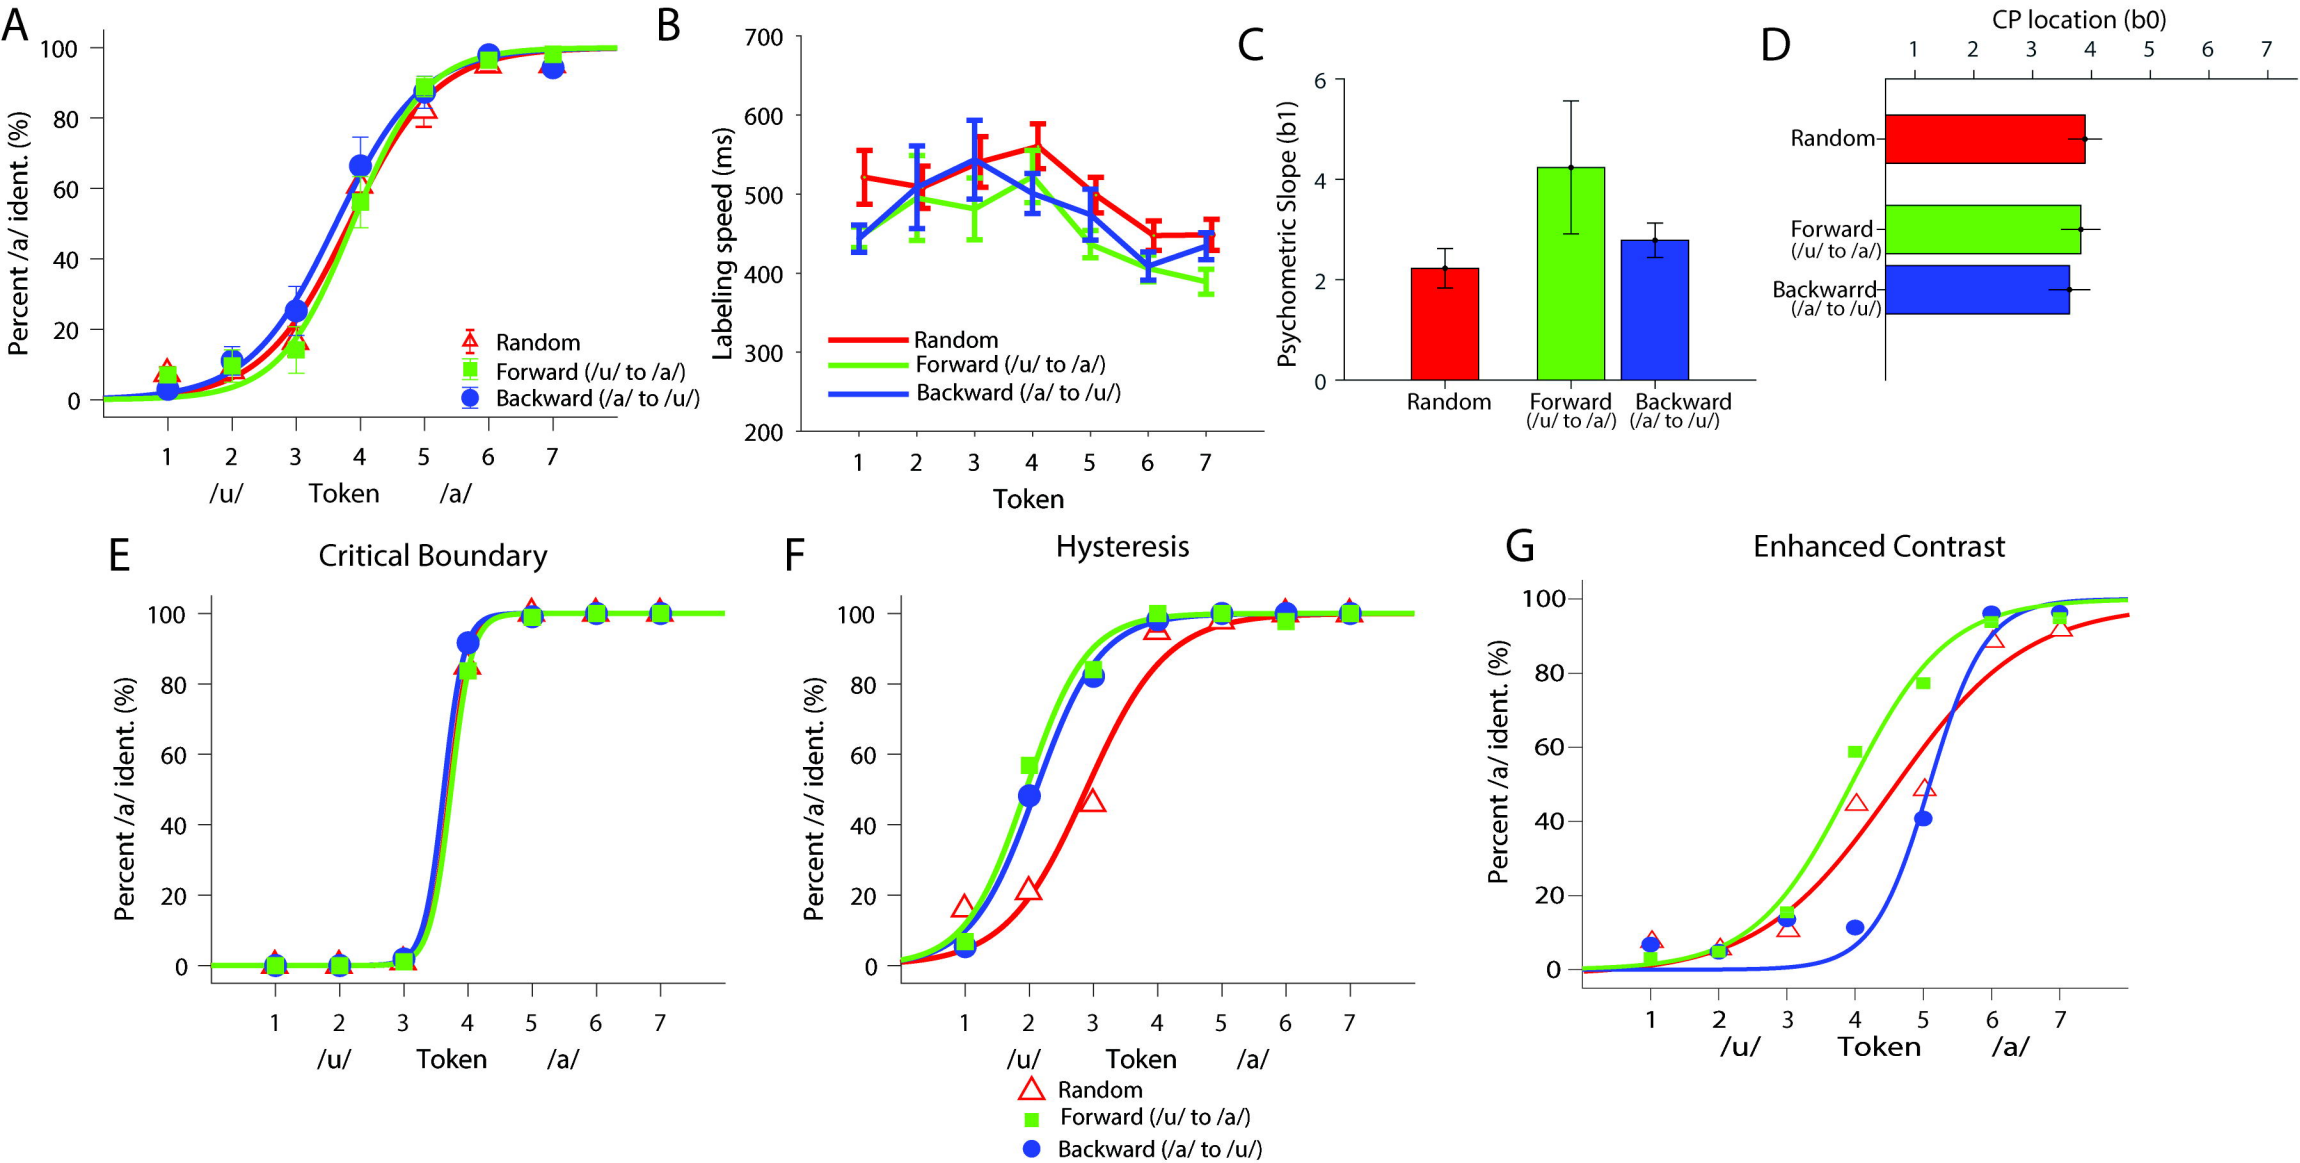 A
Percent /a/ ident. (%)
100
80
60
40
20
0
Random
Forward (/u/ to /a/)
Backward (/a/ to /u/)
1 2 3 4 5 6 7
/u/ Token /a/
B
Labeling speed (ms)
700
600
500
400
300
200
Random
Forward (/u/ to /a/)
Backward (/a/ to /u/)
1 2 3 4 5 6 7
Token
C
Psychometric Slope (b1)
6
4
2
0
Random Forward Backward
(/u/ to /a/) (/a/ to /u/)
D
CP location (b0)
1 2 3 4 5 6 7
Random
Forward
(/u/ to /a/)
Backwarrd
(/a/ to /u/)
E
Critical Boundary
Percent /a/ ident. (%)
100
80
60
40
20
0
1 2 3 4 5 6 7
/u/ Token /a/
F
Hysteresis
Percent /a/ ident. (%)
100
80
60
40
20
0
1 2 3 4 5 6 7
/u/ Token /a/
Random
Forward (/u/ to /a/)
Backward (/a/ to /u/)
G
Enhanced Contrast
Percent /a/ ident. (%)
100
80
60
40
20
0
1 2 3 4 5 6 7
/u/ Token /a/